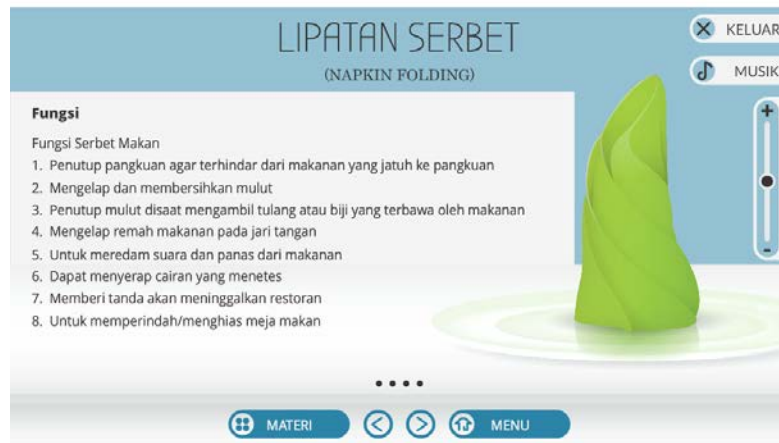 LIPATAN SERBET
(NAPKIN FOLDING)
KELUAR
MUSIK
Fungsi
Fungsi Serbet Makan
1. Penutup pangkuan agar terhindar dari makanan yang jatuh ke pangkuan
2. Mengelap dan membersihkan mulut
3. Penutup mulut disaat mengambil tulang atau biji yang terbawa oleh makanan
4. Mengelap remah makanan pada jari tangan
5. Untuk meredam suara dan panas dari makanan
6. Dapat menyerap cairan yang menetes
7. Memberi tanda akan meninggalkan restoran
8. Untuk memperindah/menghias meja makan
+
-
MATERI
MENU